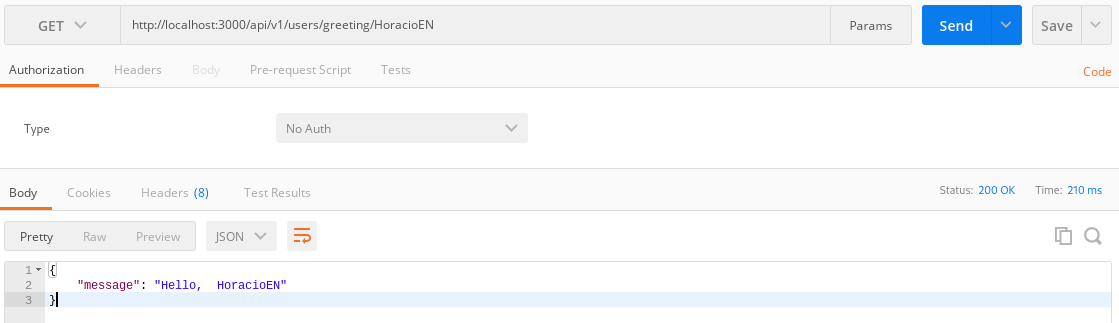 GET http://localhost:3000/api/v1/users/greeting/HoracioEN Params Send Save
Authorization Headers Body Pre-request Script Tests Code
Type No Auth
Body Cookies Headers (8) Test Results Status: 200 OK Time: 210 ms
Pretty Raw Preview JSON
1 {
2 "message": "Hello,  HoracioEN"
3 }